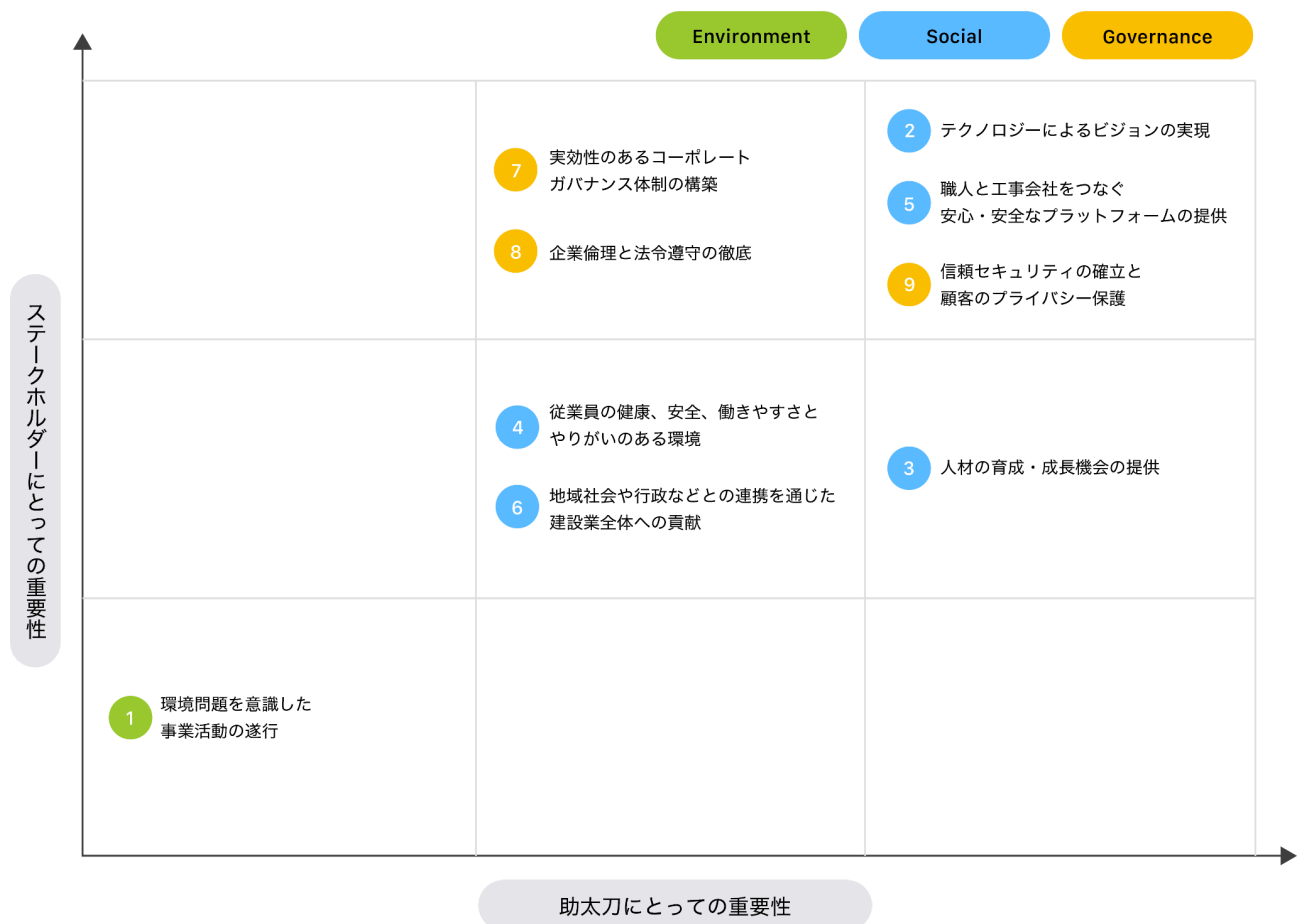 Environment
Social
Governance
2
テクノロジーによるビジョンの実現
7
実効性のあるコーポレート
ガバナンス体制の構築
5
職人と工事会社をつなぐ
安心・安全なプラットフォームの提供
8
企業倫理と法令遵守の徹底
9
信頼セキュリティの確立と
顧客のプライバシー保護
ステークホルダーにとっての重要性
4
従業員の健康、安全、働きやすさと
やりがいのある環境
3
人材の育成・成長機会の提供
6
地域社会や行政などとの連携を通じた
建設業全体への貢献
1
環境問題を意識した
事業活動の遂行
助太刀にとっての重要性